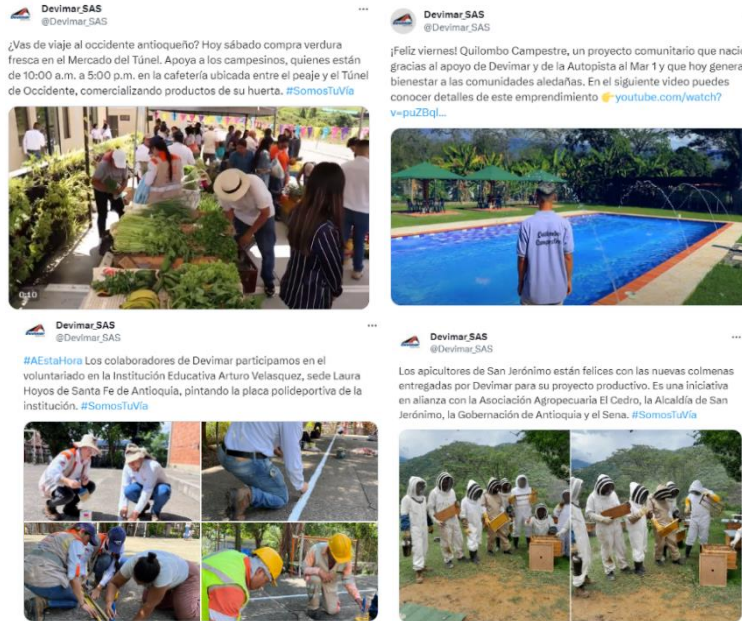 Devimar_SAS
@Devimar_SAS
¿Vas de viaje al occidente antioqueño? Hoy sábado compra verdura
fresca en el Mercado del Túnel. Apoya a los campesinos, quienes están
de 10:00 a.m. a 5:00 p.m. en la cafetería ubicada entre el peaje y el Túnel
de Occidente, comercializando productos de su huerta. #SomosTuVía
0:10
Devimar_SAS
@Devimar_SAS
¡Feliz viernes! Quilombo Campestre, un proyecto comunitario que nació
gracias al apoyo de Devimar y de la Autopista al Mar 1 y que hoy genera
bienestar a las comunidades aledañas. En el siguiente video puedes
conocer detalles de este emprendimiento 👉youtube.com/watch?
v=puZBqI...
Quilombo
Campestre
Devimar_SAS
@Devimar_SAS
#AEstaHora Los colaboradores de Devimar participamos en el
voluntariado en la Institución Educativa Arturo Velasquez, sede Laura
Hoyos de Santa Fe de Antioquia, pintando la placa polideportiva de la
institución. #SomosTuVía
Devimar_SAS
@Devimar_SAS
Los apicultores de San Jerónimo están felices con las nuevas colmenas
entregadas por Devimar para su proyecto productivo. Es una iniciativa
en alianza con la Asociación Agropecuaria El Cedro, la Alcaldía de San
Jerónimo, la Gobernación de Antioquia y el Sena. #SomosTuVía